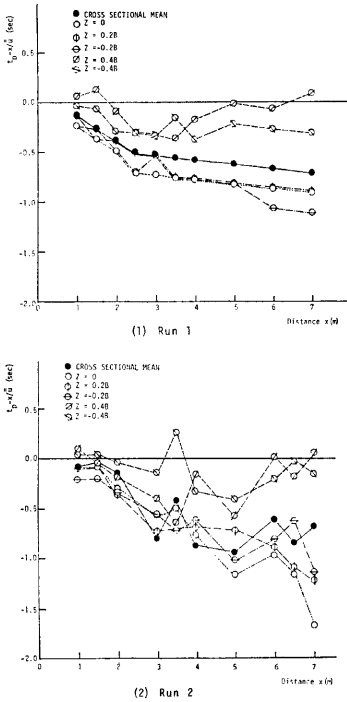 CROSS SECTIONAL MEAN
Z = 0
Z = 0.2B
Z =-0.2B
Z = 0.4B
Z =-0.4B
t_p-x/ū (sec)
0.5
0.0
-0.5
-1.0
-1.5
-2.0
0 1 2 3 4 5 6 7
Distance x(m)
(1) Run 1
CROSS SECTIONAL MEAN
Z = 0
Z = 0.2B
Z =-0.2B
Z = 0.4B
Z =-0.4B
t_p-x/ū (sec)
0.5
0.0
-0.5
-1.0
-1.5
-2.0
0 1 2 3 4 5 6 7
Distance x(m)
(2) Run 2